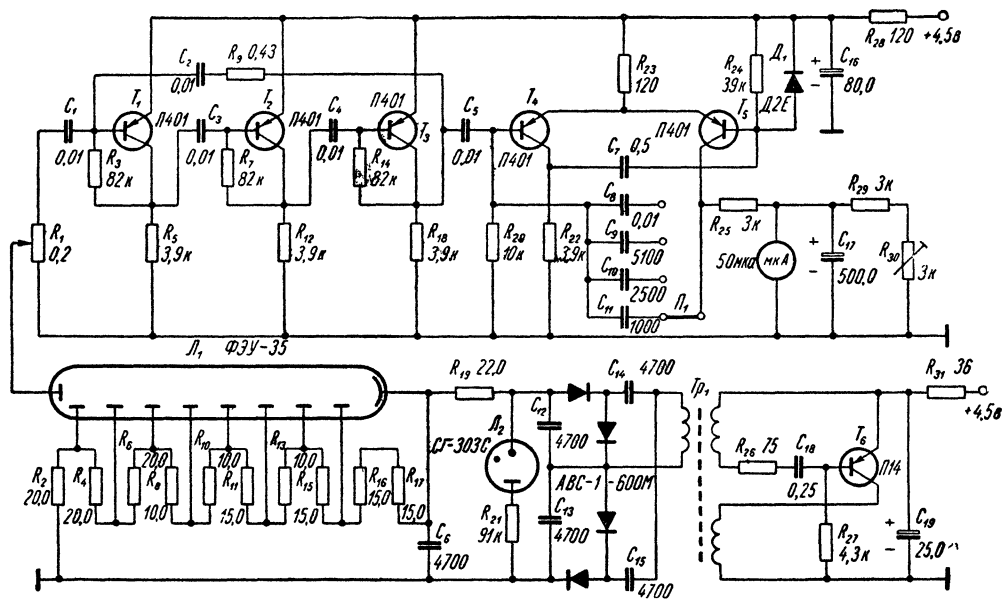 R₂₈ 120
+4,5в
R₉ 0,43
C₂
0,01
R₂₃
120
R₂₄
39к
Д₁
Д2Е
C₁₆
80,0
+
−
C₁
0,01
T₁
П401
R₃
82к
C₃
0,01
T₂
П401
R₇
82к
C₄
0,01
T₃
П401
R₁₄
82к
C₅
0,01
T₄
П401
T₅
П401
C₇ 0,5
C₈
0,01
C₉
5100
C₁₀
2500
C₁₁
1000
П₁
R₁
0,2
R₅
3,9к
R₁₂
3,9к
R₁₈
3,9к
R₂₀
10к
R₂₂
3,9к
R₂₅ 3к
R₂₉ 3к
50мка
мкА
+
−
C₁₇
500,0
R₃₀
3к
Л₁ ФЭУ-35
R₁₉ 22,0
C₁₄ 4700
Тр₁
R₃₁ 36
+4,5в
C₁₂
4700
Л₂
СГ-303С
АВС-1-600М
C₁₃
4700
R₂₁
91к
C₁₅
4700
C₆
4700
R₂
20,0
R₄
20,0
R₆
20,0
R₈
10,0
R₁₀
10,0
R₁₁
15,0
R₁₃
10,0
R₁₅
15,0
R₁₆
15,0
R₁₇
15,0
R₂₆ 75
C₁₈
0,25
T₆
П14
R₂₇
4,3к
+
−
C₁₉
25,0